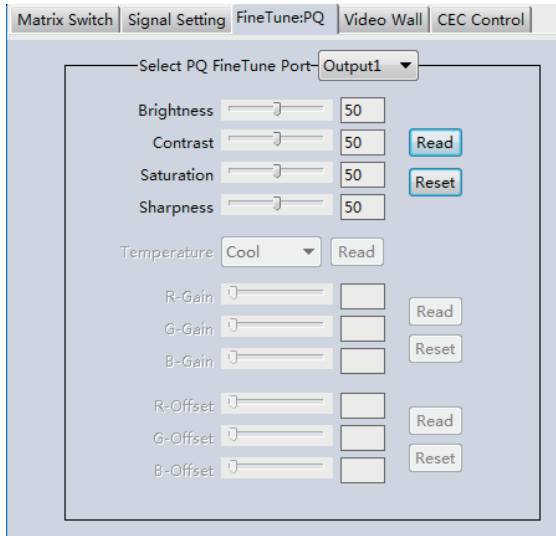 Matrix Switch Signal Setting FineTune:PQ Video Wall CEC Control
Select PQ FineTune Port Output1
Brightness 50
Contrast 50 Read
Saturation 50
Reset
Sharpness 50
Temperature Cool Read
R-Gain
Read
G-Gain
Reset
B-Gain
R-Offset
Read
G-Offset
Reset
B-Offset